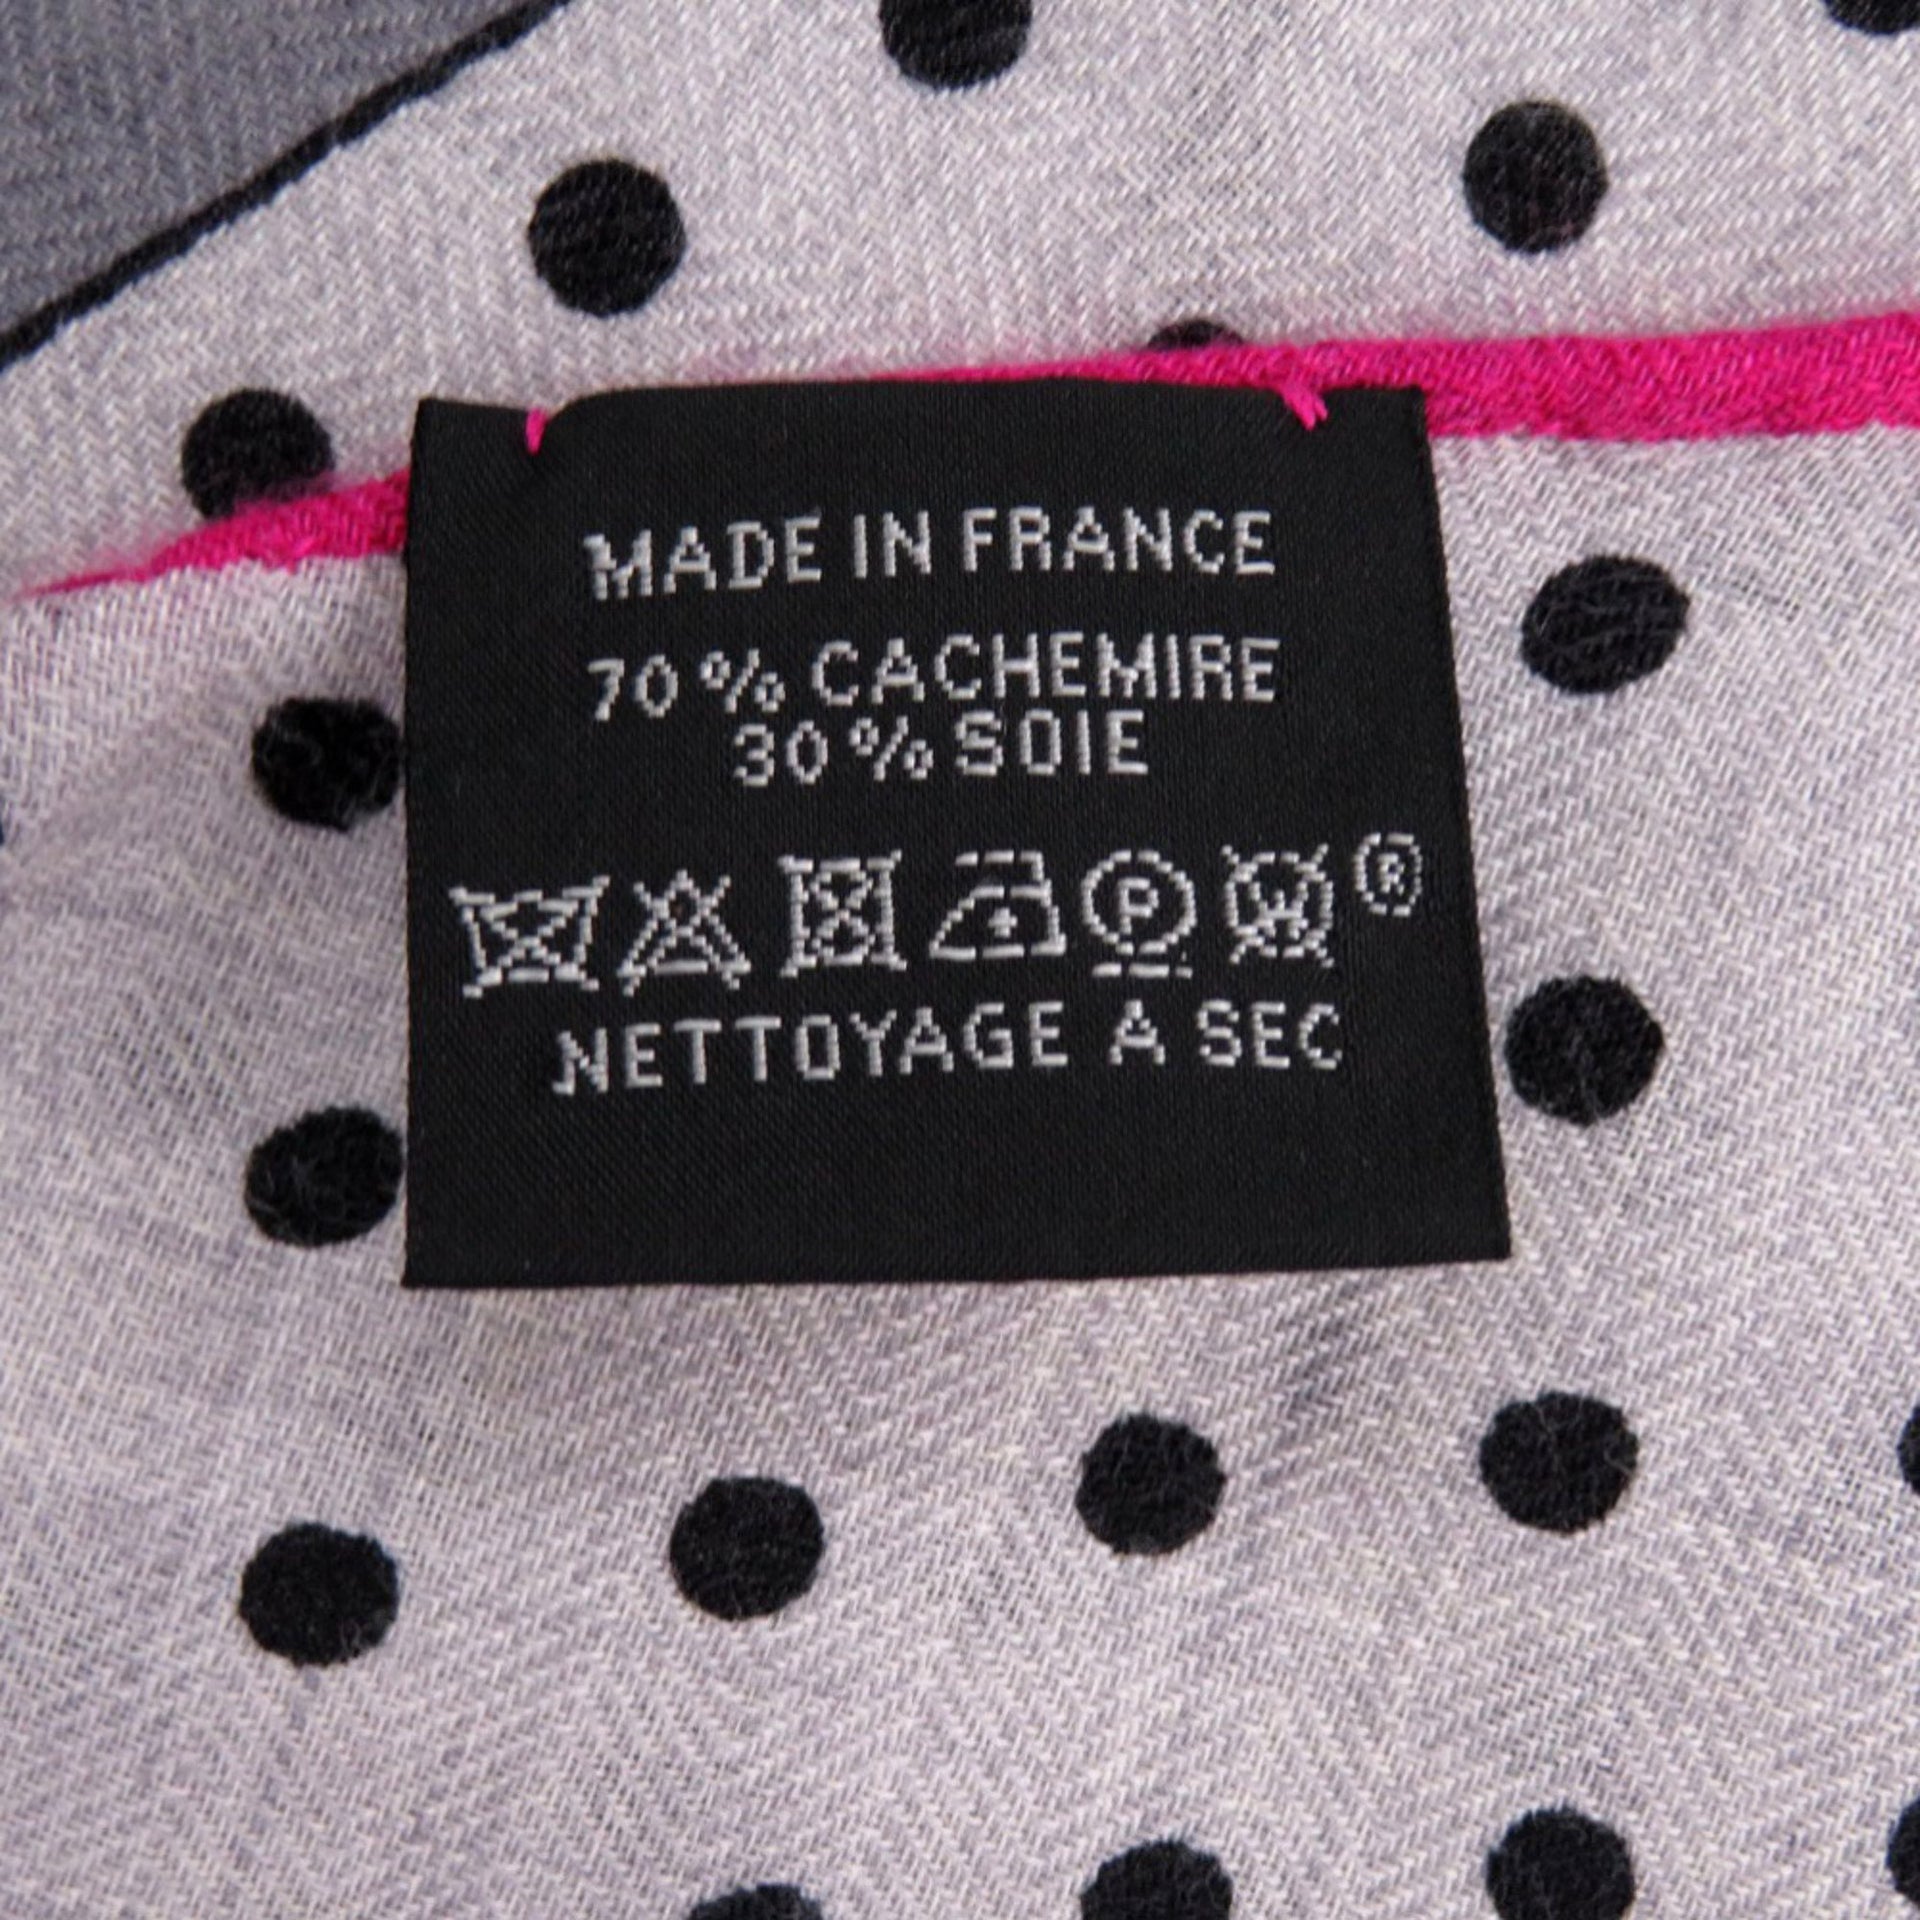 MADE IN FRANCE
70% CACHEMIRE
30% SOIE
P W ®
NETTOYAGE A SEC